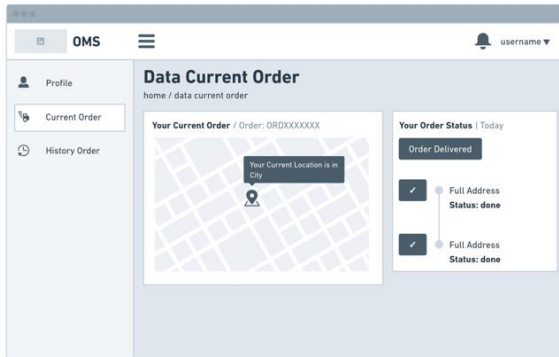 OMS
username
Profile
Current Order
History Order
Data Current Order
home / data current order
Your Current Order / Order: ORDXXXXXXX
Your Current Location is in
City
Your Order Status | Today
Order Delivered
Full Address
Status: done
Full Address
Status: done